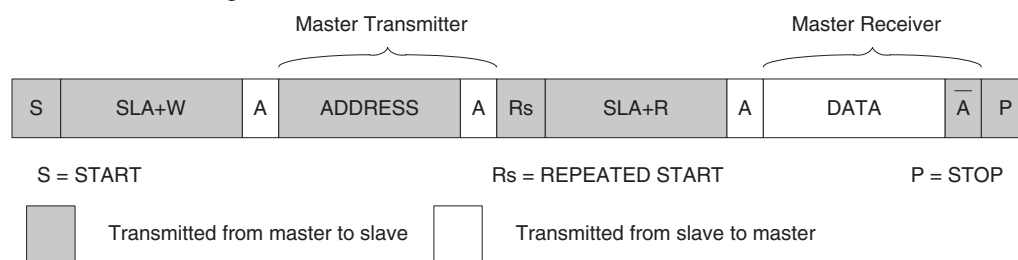 Master Transmitter Master Receiver
S SLA+W A ADDRESS A Rs SLA+R A DATA A̅ P
S = START Rs = REPEATED START P = STOP
Transmitted from master to slave Transmitted from slave to master